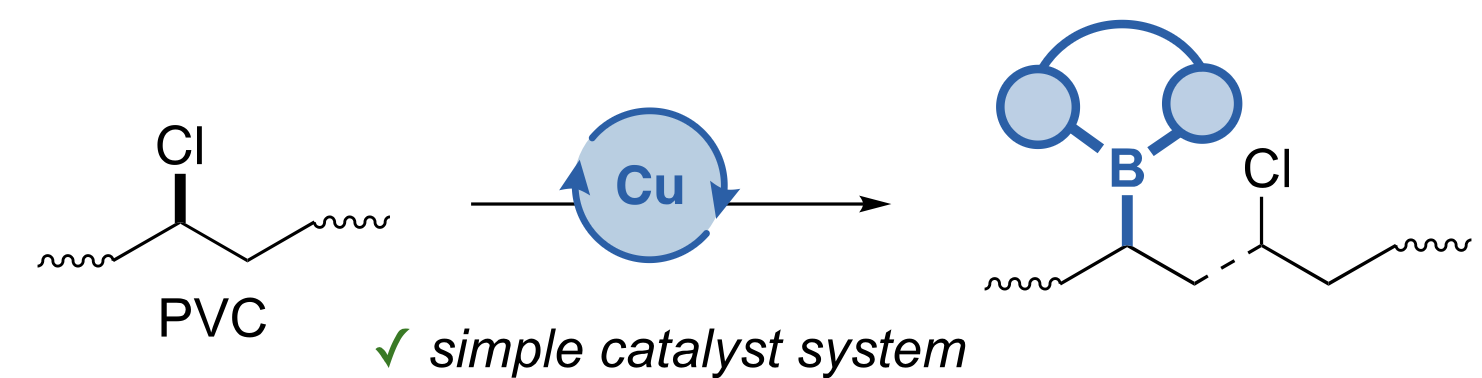 Cl
PVC
Cu
✓ simple catalyst system
B
Cl